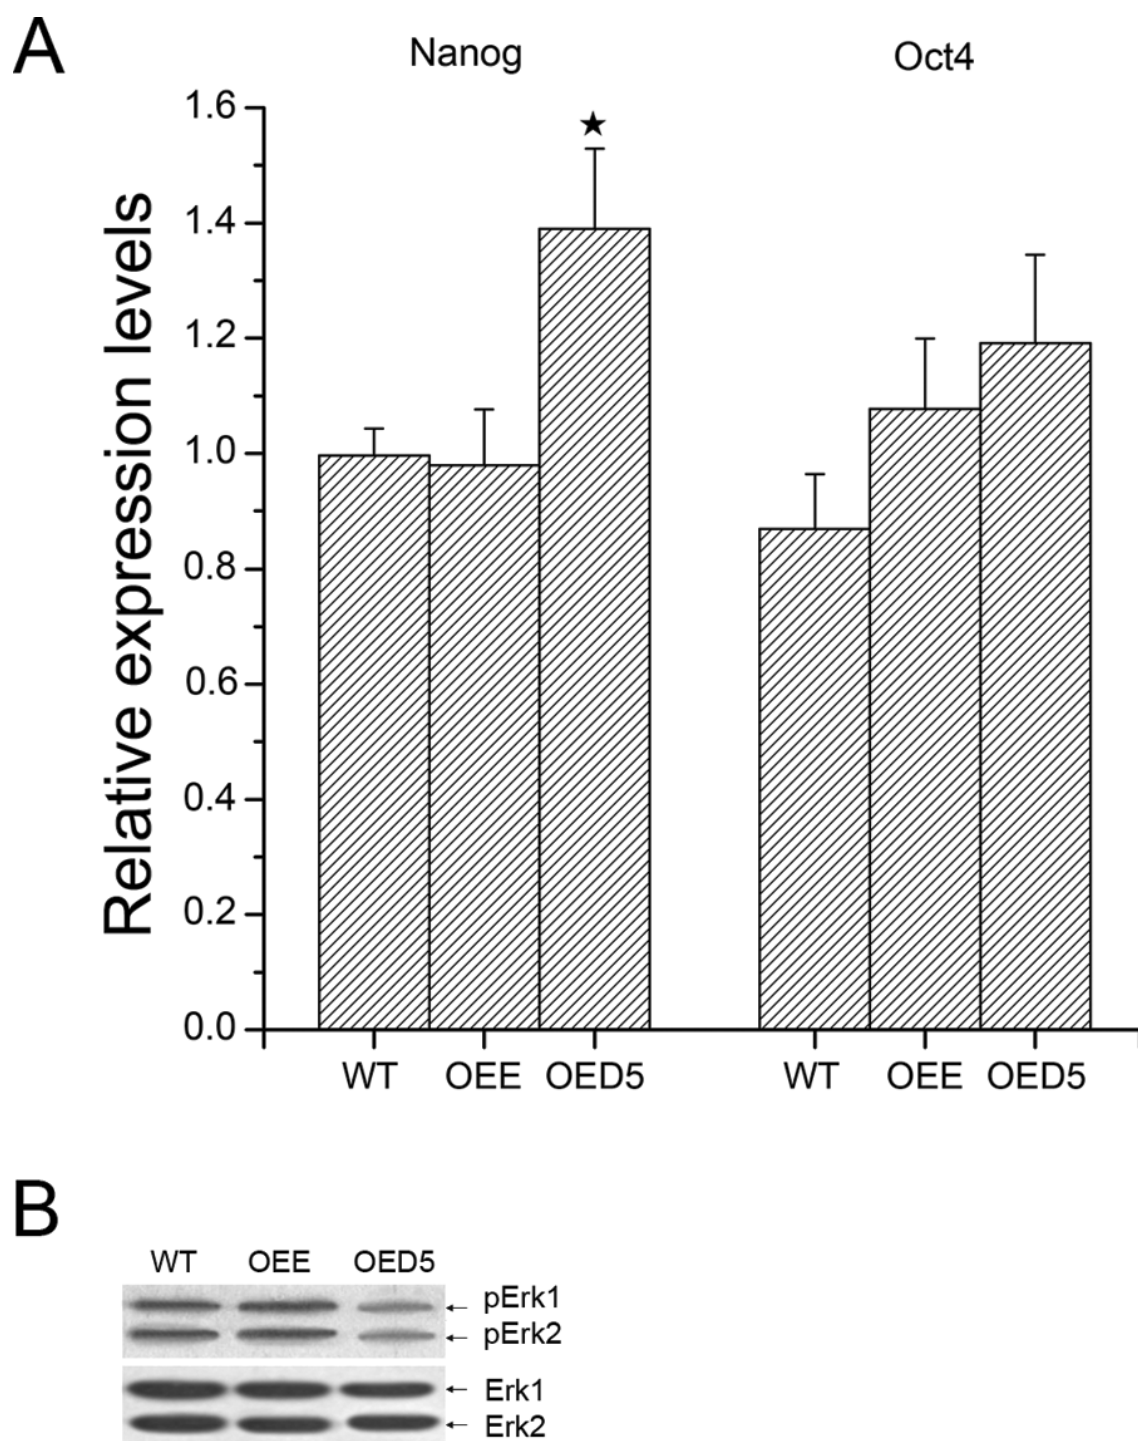 A
Nanog
Oct4
Relative expression levels
1.6
1.4
1.2
1.0
0.8
0.6
0.4
0.2
0.0
WT OEE OED5 WT OEE OED5
B
WT OEE OED5
pErk1
pErk2
Erk1
Erk2